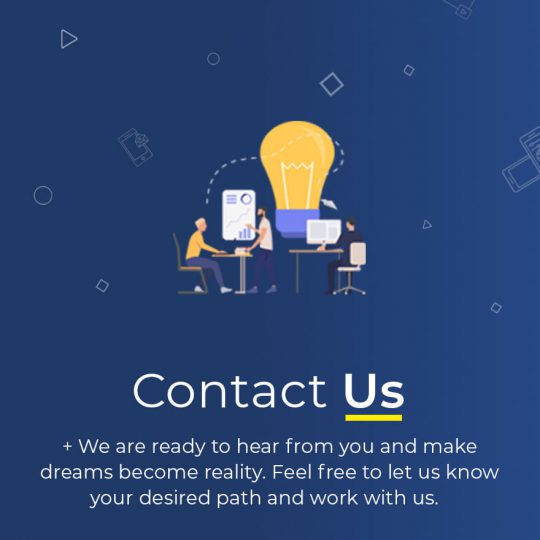 Contact Us
+ We are ready to hear from you and make
dreams become reality. Feel free to let us know
your desired path and work with us.